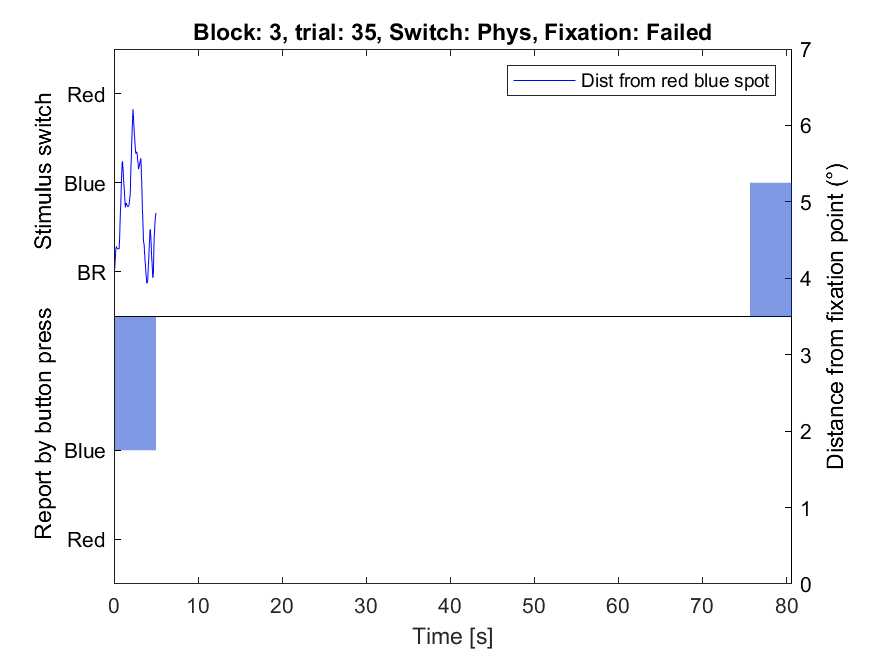 Block: 3, trial: 35, Switch: Phys, Fixation: Failed
Dist from red blue spot
Stimulus switch
Red
Blue
BR
Report by button press
Blue
Red
7
6
5
4
3
2
1
0
Distance from fixation point (°)
0 10 20 30 40 50 60 70 80
Time [s]